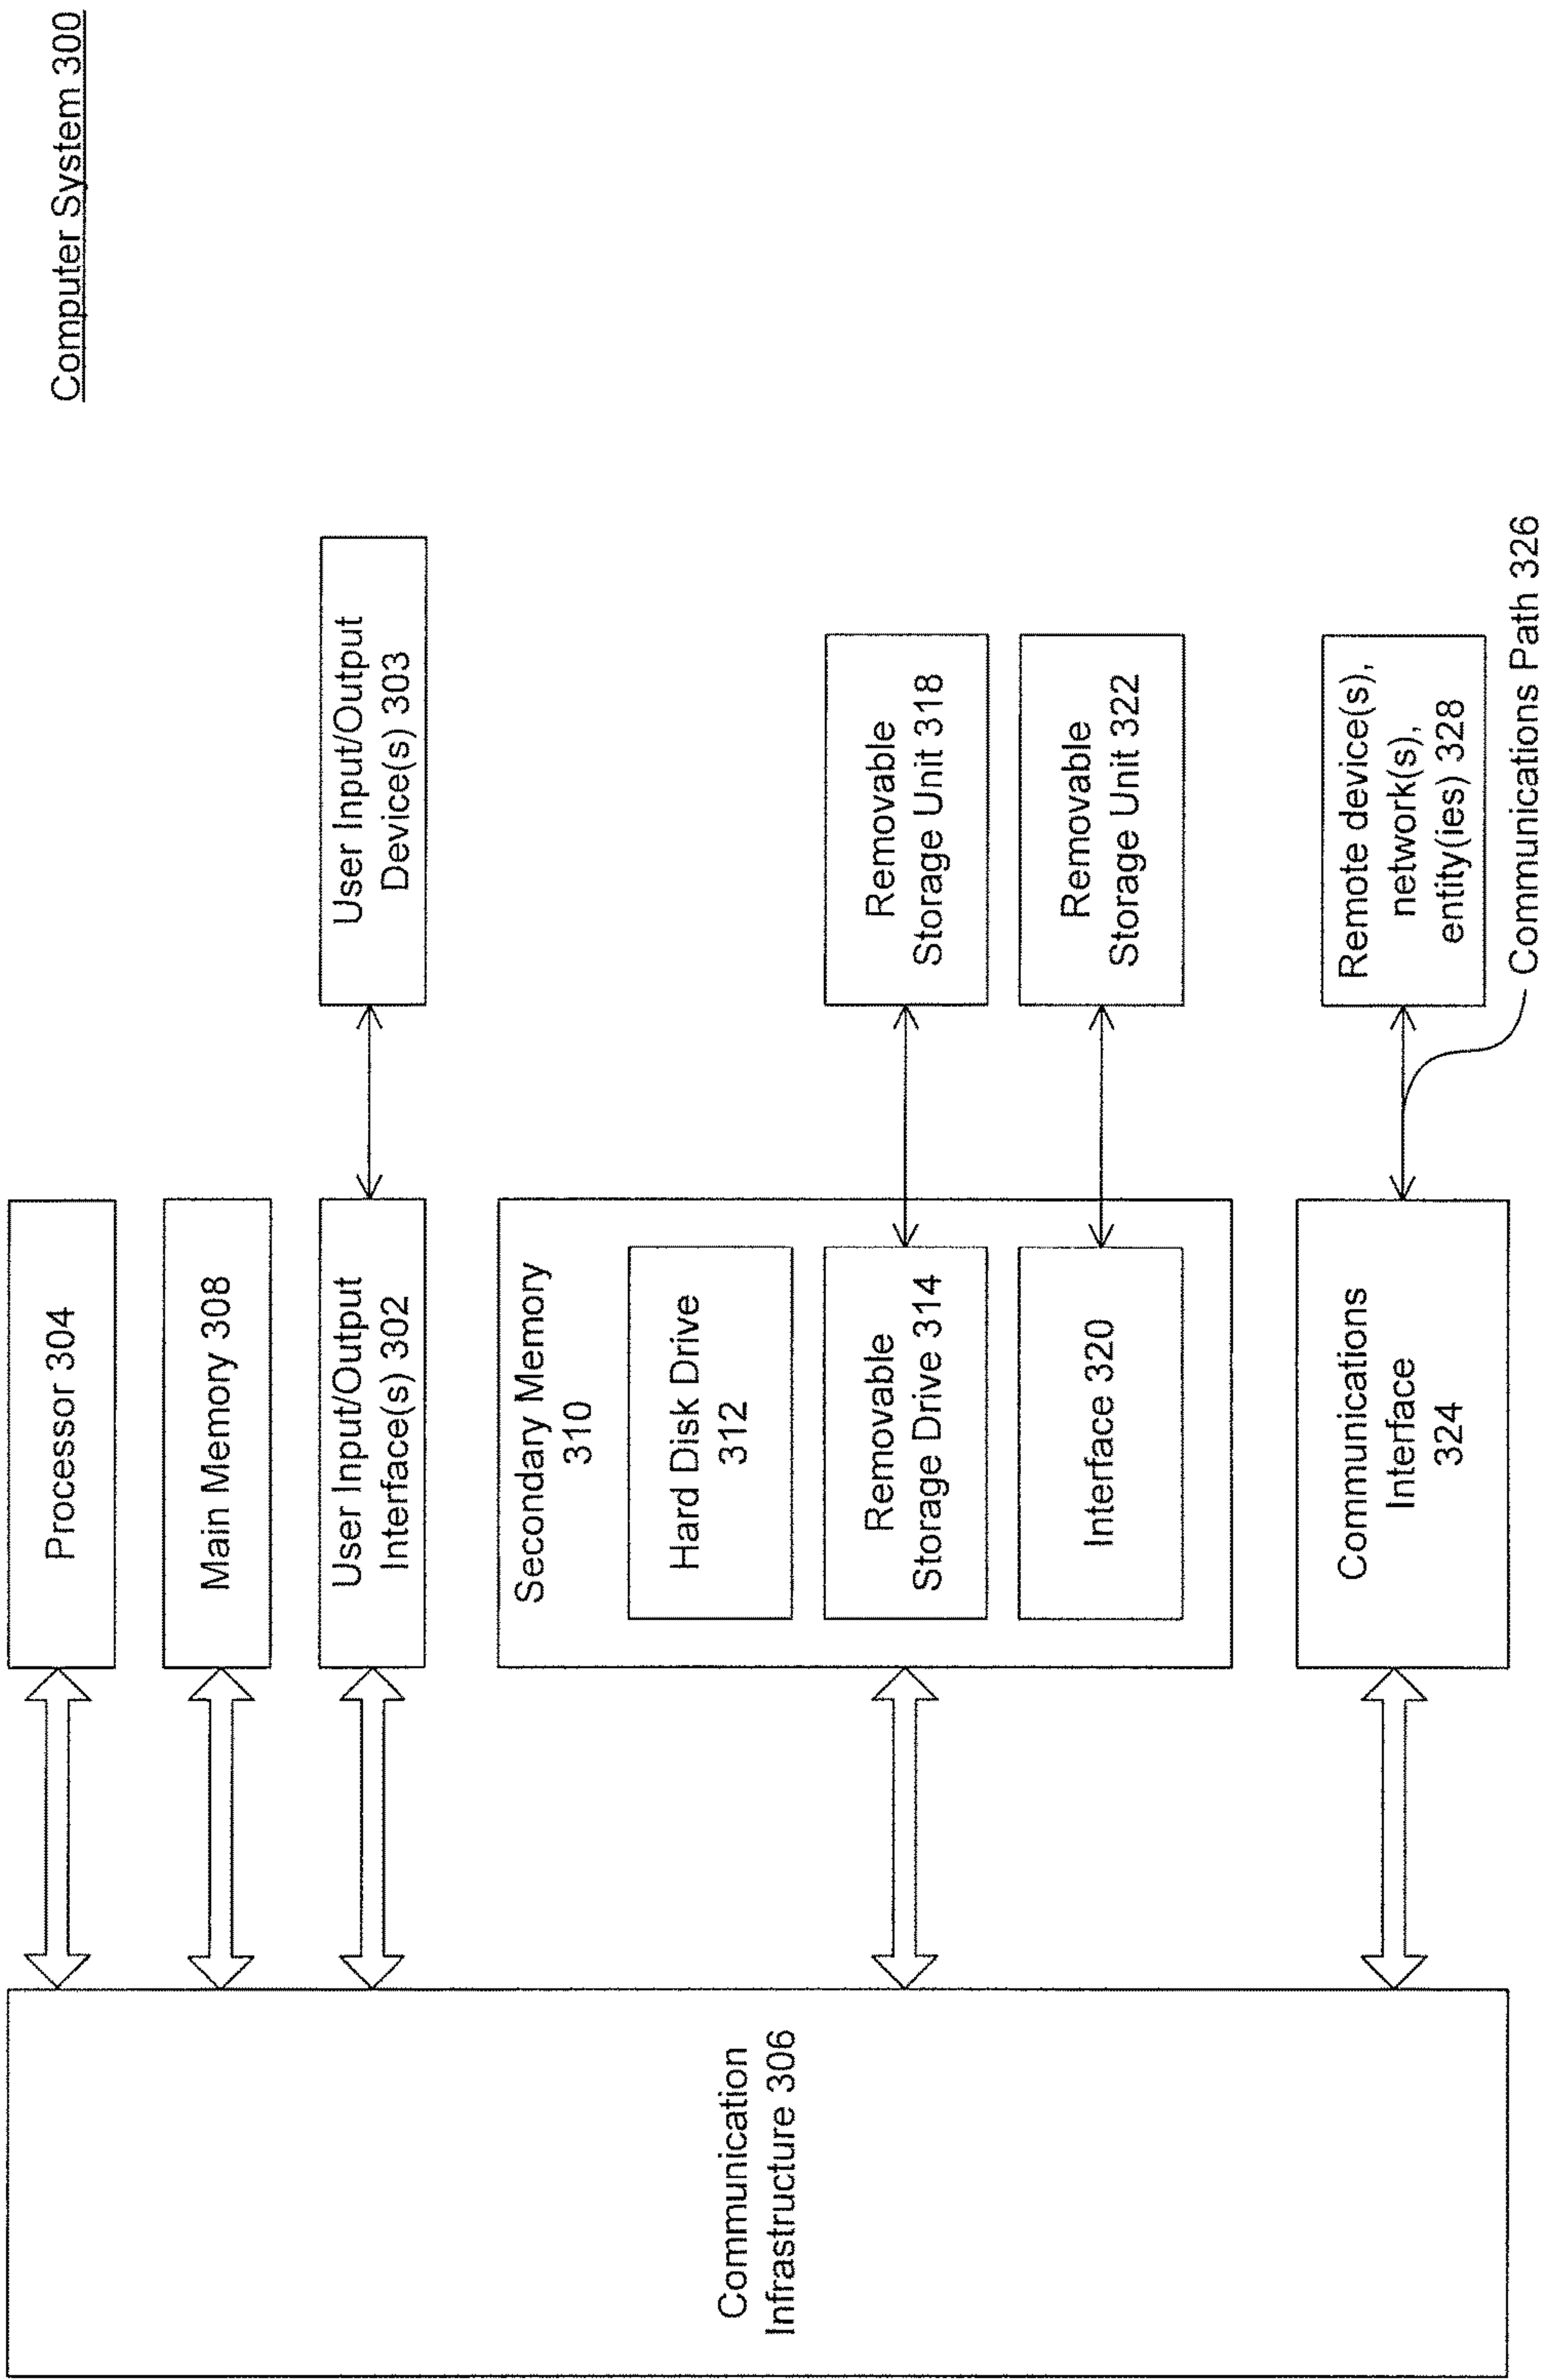 Computer System 300
Processor 304
Main Memory 308
User Input/Output
Interface(s) 302
User Input/Output
Device(s) 303
Secondary Memory
310
Hard Disk Drive
312
Removable
Storage Drive 314
Removable
Storage Unit 318
Interface 320
Removable
Storage Unit 322
Communications
Interface
324
Remote device(s),
network(s),
entity(ies) 328
Communications Path 326
Communication
Infrastructure 306